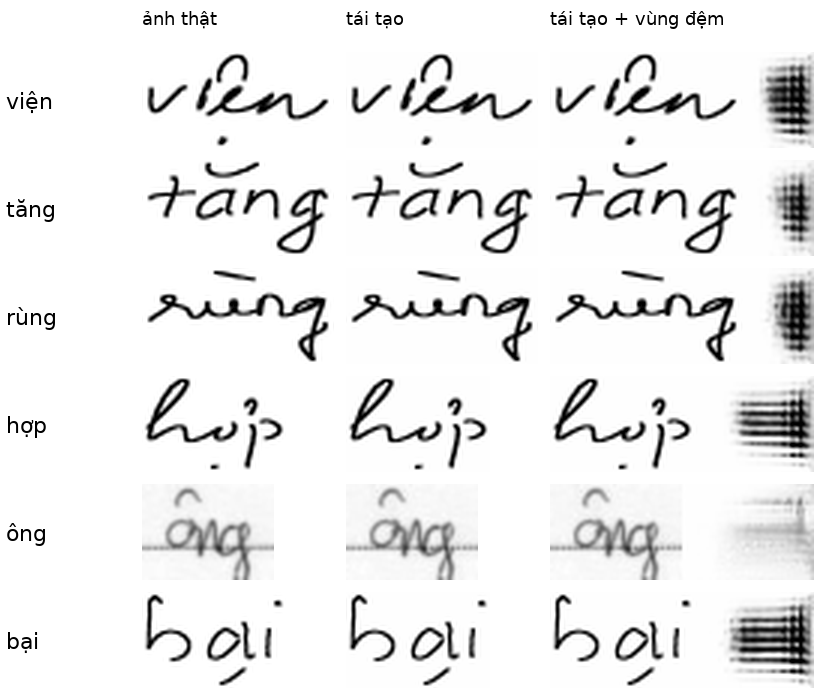 ảnh thật tái tạo tái tạo + vùng đệm
viện viện viện viện
tăng tăng tăng tăng
rùng rùng rùng rùng
hợp hợp hợp hợp
ông ông ông ông
bại bại bại bại